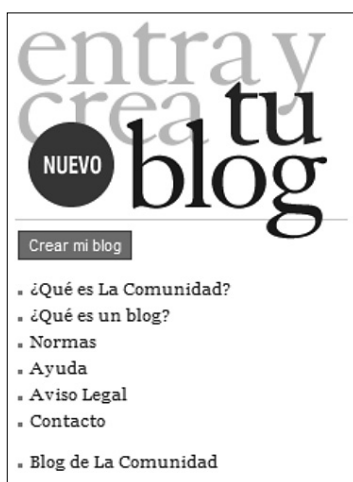 entra y
crea tu
NUEVO blog
Crear mi blog
¿Qué es La Comunidad?
¿Qué es un blog?
Normas
Ayuda
Aviso Legal
Contacto
Blog de La Comunidad